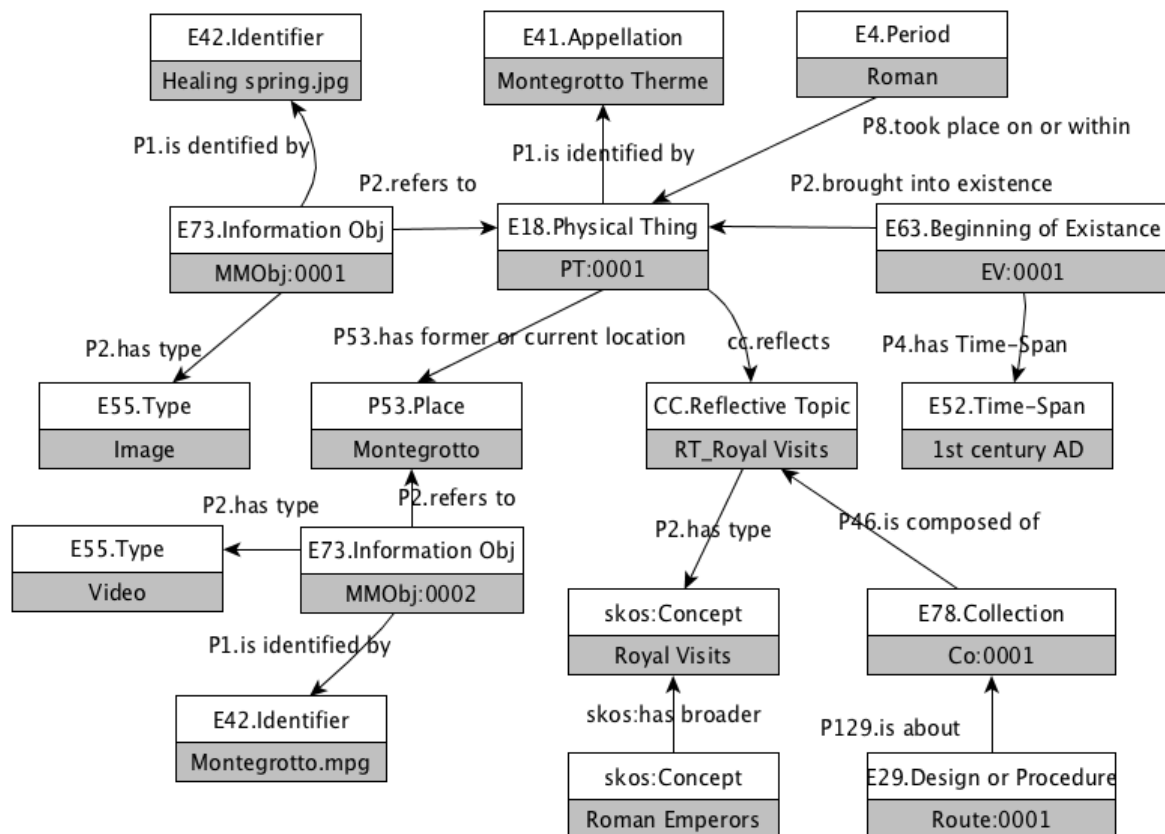 E42.Identifier
Healing spring.jpg
E41.Appellation
Montegrotto Therme
E4.Period
Roman
P1.is dentified by
P1.is identified by
P8.took place on or within
P2.refers to
P2.brought into existence
E73.Information Obj
MMObj:0001
E18.Physical Thing
PT:0001
E63.Beginning of Existance
EV:0001
P2.has type
P53.has former or current location
cc.reflects
P4.has Time-Span
E55.Type
Image
P53.Place
Montegrotto
CC.Reflective Topic
RT_Royal Visits
E52.Time-Span
1st century AD
P2.has type
P2.refers to
P2.has type
P46.is composed of
E55.Type
Video
E73.Information Obj
MMObj:0002
skos:Concept
Royal Visits
E78.Collection
Co:0001
P1.is identified by
skos:has broader
P129.is about
E42.Identifier
Montegrotto.mpg
skos:Concept
Roman Emperors
E29.Design or Procedure
Route:0001